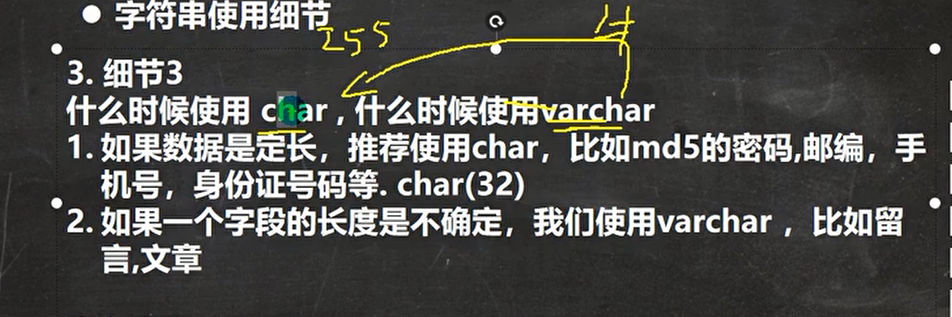 ● 字符串使用细节
255
3. 细节3
什么时候使用 char , 什么时候使用varchar
1. 如果数据是定长，推荐使用char，比如md5的密码,邮编，手
机号，身份证号码等. char(32)
2. 如果一个字段的长度是不确定，我们使用varchar ，比如留
言,文章